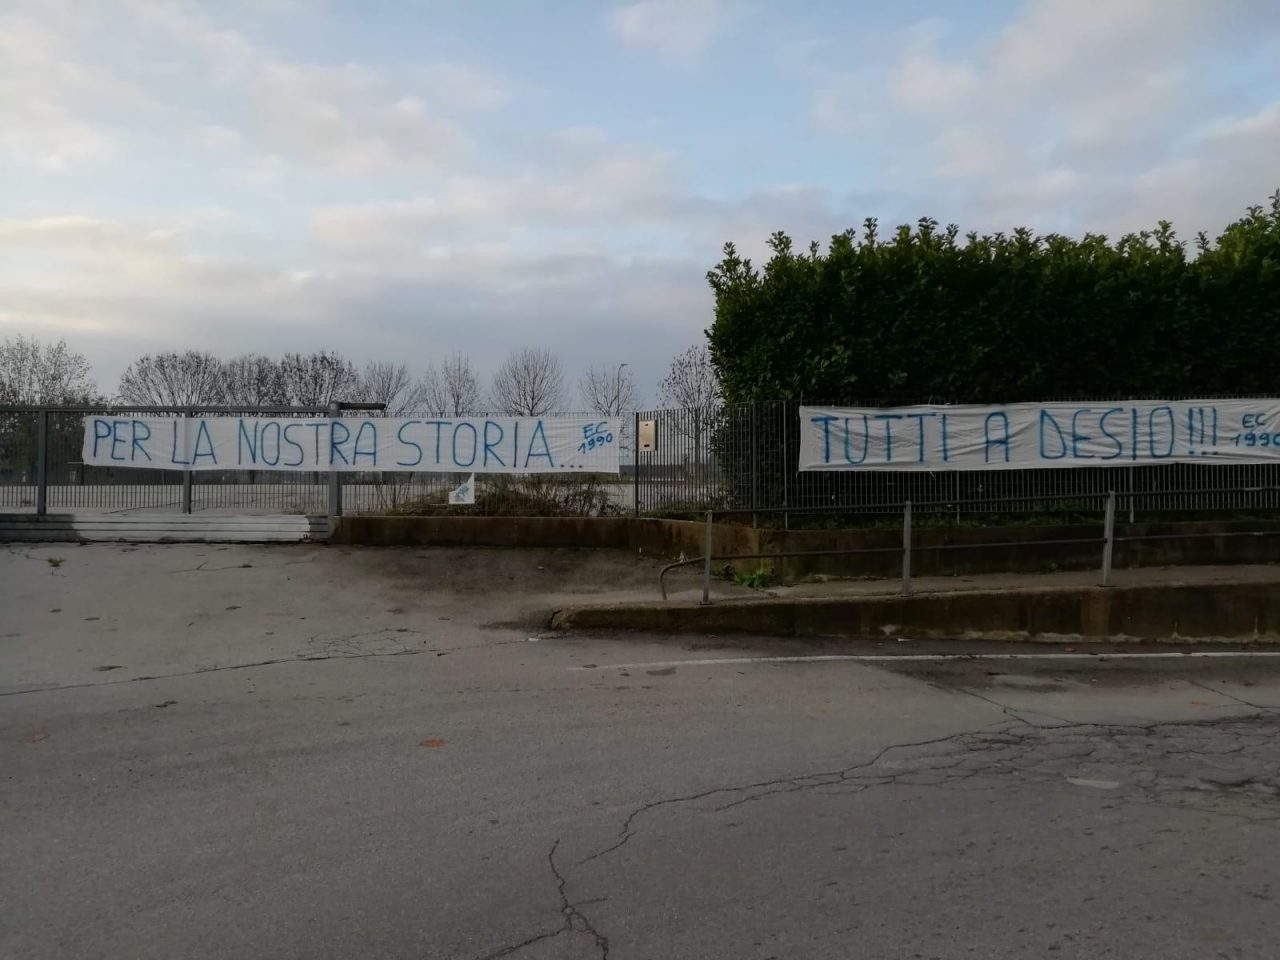 PER LA NOSTRA STORIA...
EC
1990
TUTTI A DESIO!!!
EC
1990